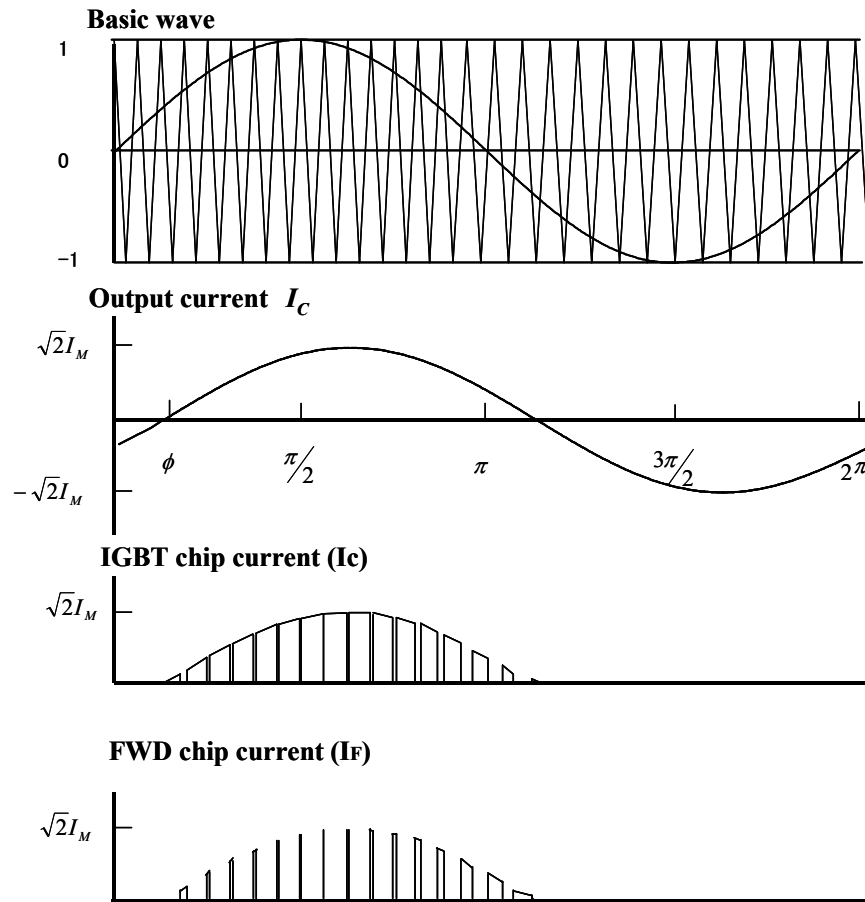 Basic wave
1
0
−1
Output current I_C
√2I_M
ϕ π/2 π 3π/2 2π
−√2I_M
IGBT chip current (Ic)
√2I_M
FWD chip current (IF)
√2I_M